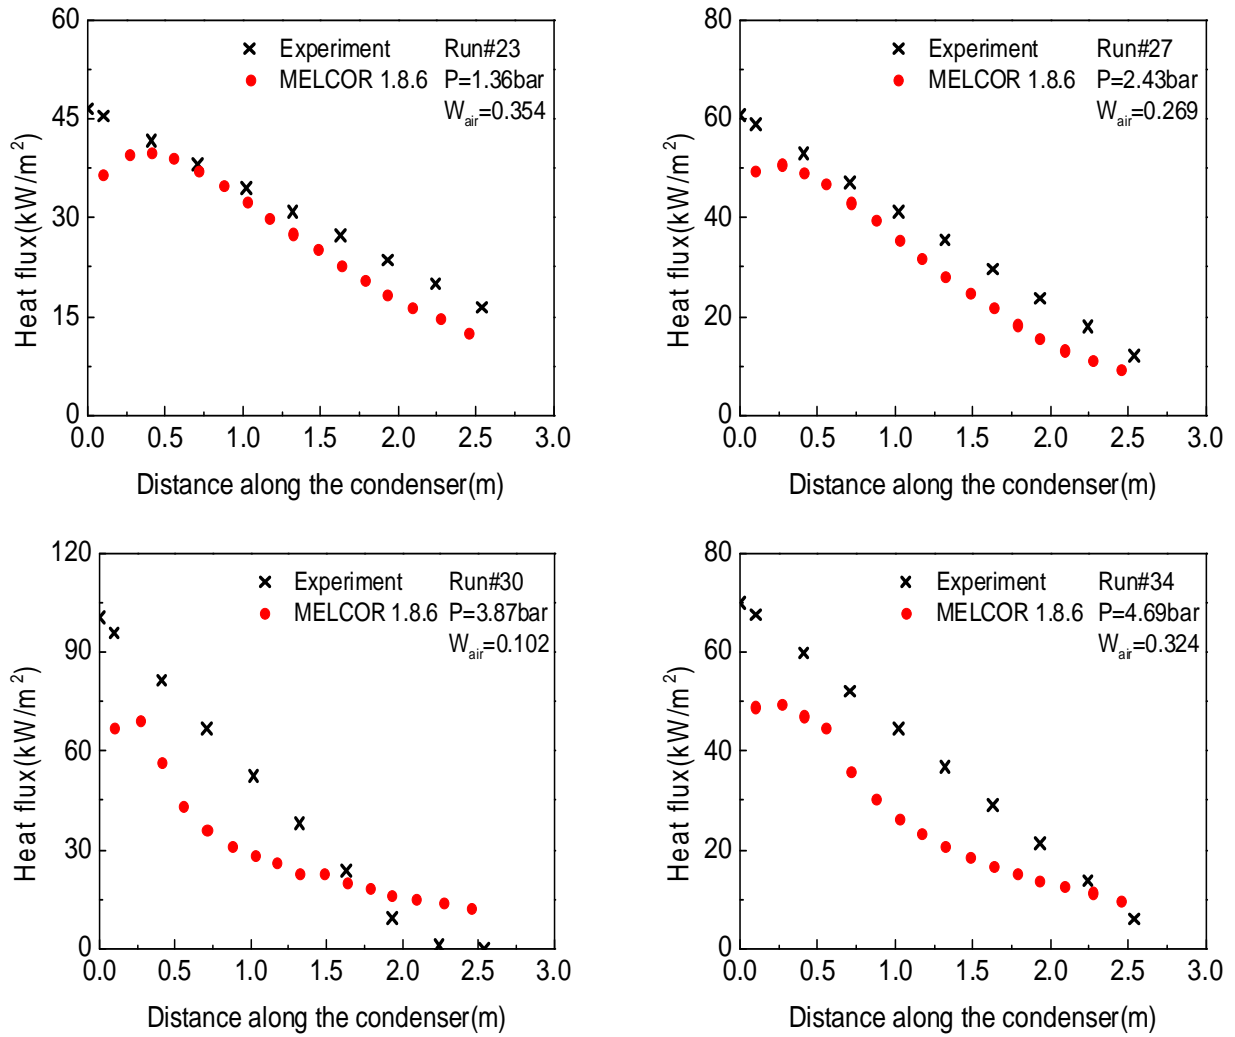 60
45
30
15
0
Heat flux(kW/m²)
Experiment Run#23
MELCOR 1.8.6 P=1.36bar
W_air=0.354
0.0 0.5 1.0 1.5 2.0 2.5 3.0
Distance along the condenser(m)
80
60
40
20
0
Heat flux(kW/m²)
Experiment Run#27
MELCOR 1.8.6 P=2.43bar
W_air=0.269
0.0 0.5 1.0 1.5 2.0 2.5 3.0
Distance along the condenser(m)
120
90
60
30
0
Heat flux(kW/m²)
Experiment Run#30
MELCOR 1.8.6 P=3.87bar
W_air=0.102
0.0 0.5 1.0 1.5 2.0 2.5 3.0
Distance along the condenser(m)
80
60
40
20
0
Heat flux(kW/m²)
Experiment Run#34
MELCOR 1.8.6 P=4.69bar
W_air=0.324
0.0 0.5 1.0 1.5 2.0 2.5 3.0
Distance along the condenser(m)